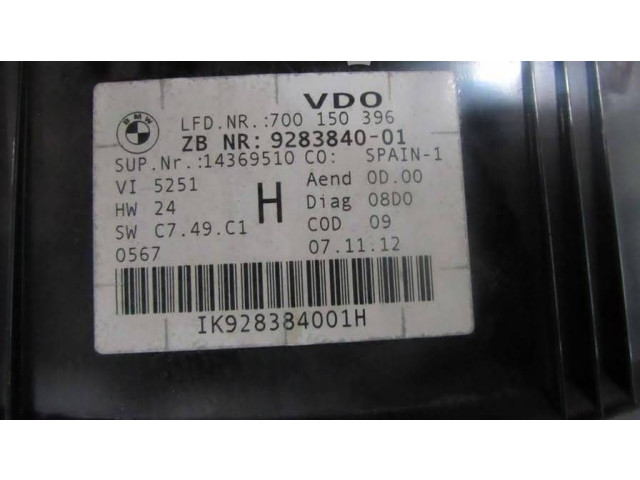 BMW
VDO
LFD.NR.:700 150 396
ZB NR: 9283840-01
SUP.Nr.:14369510 CO: SPAIN-1
VI 5251 Aend 0D.00
HW 24 H Diag 08D0
SW C7.49.C1 COD 09
0567 07.11.12
IK928384001H